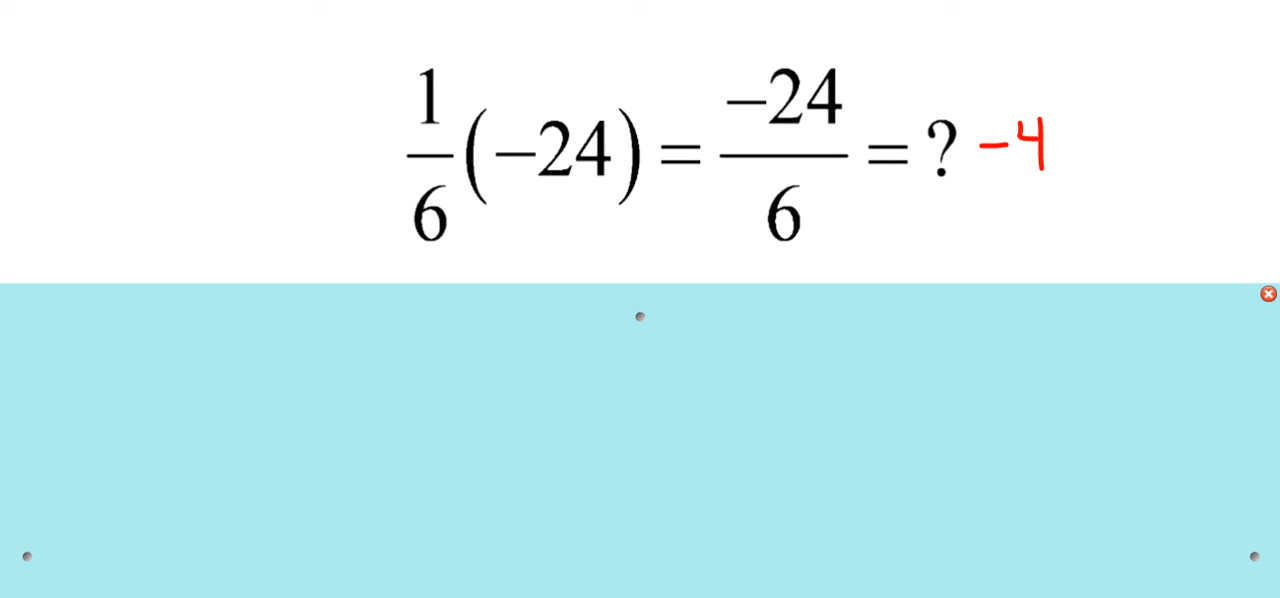 1/6(−24) = −24/6 = ? −4